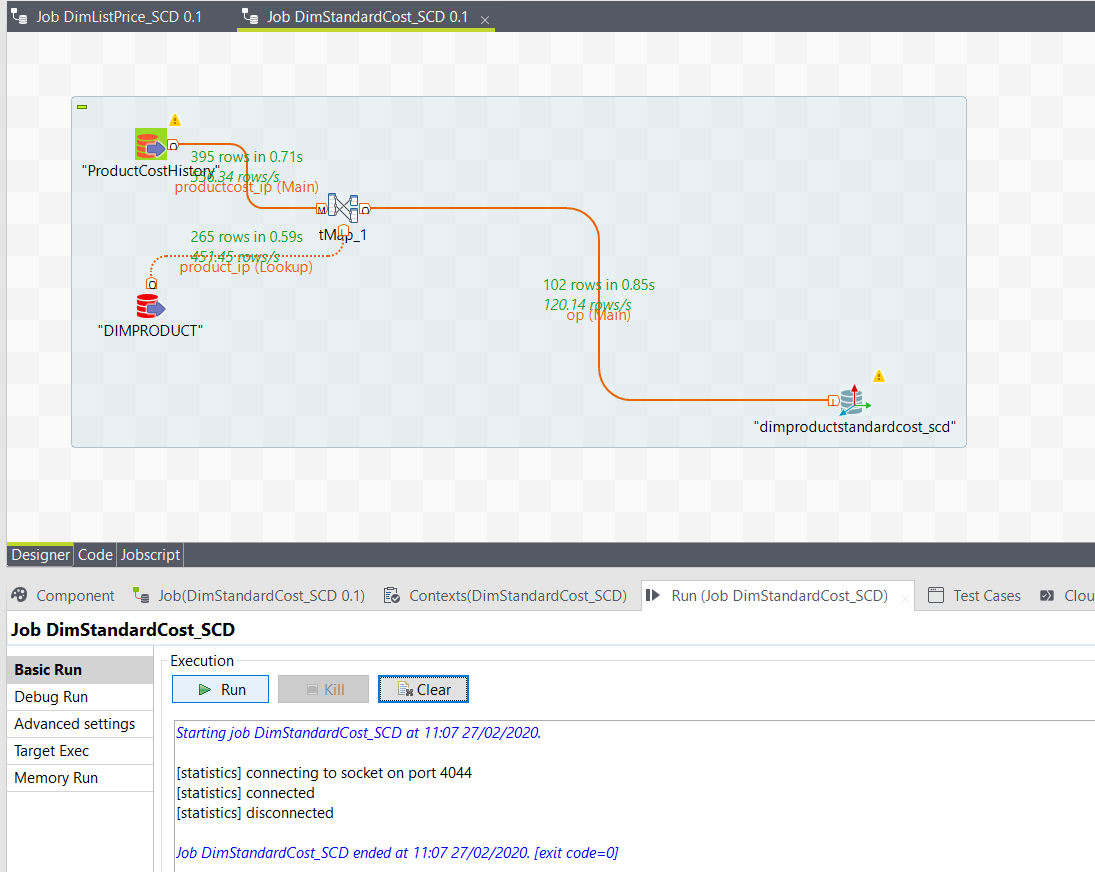 Job DimListPrice_SCD 0.1
Job DimStandardCost_SCD 0.1
395 rows in 0.71s
"ProductCostHistory"
556.34 rows/s
productcost_ip (Main)
M
O
tMap_1
265 rows in 0.59s
451.45 rows/s
product_ip (Lookup)
O
"DIMPRODUCT"
102 rows in 0.85s
120.14 rows/s
op (Main)
"dimproductstandardcost_scd"
Designer Code Jobscript
Component Job(DimStandardCost_SCD 0.1) Contexts(DimStandardCost_SCD) Run (Job DimStandardCost_SCD) Test Cases Clou
Job DimStandardCost_SCD
Basic Run
Debug Run
Advanced settings
Target Exec
Memory Run
Execution
Run Kill Clear
Starting job DimStandardCost_SCD at 11:07 27/02/2020.
[statistics] connecting to socket on port 4044
[statistics] connected
[statistics] disconnected
Job DimStandardCost_SCD ended at 11:07 27/02/2020. [exit code=0]